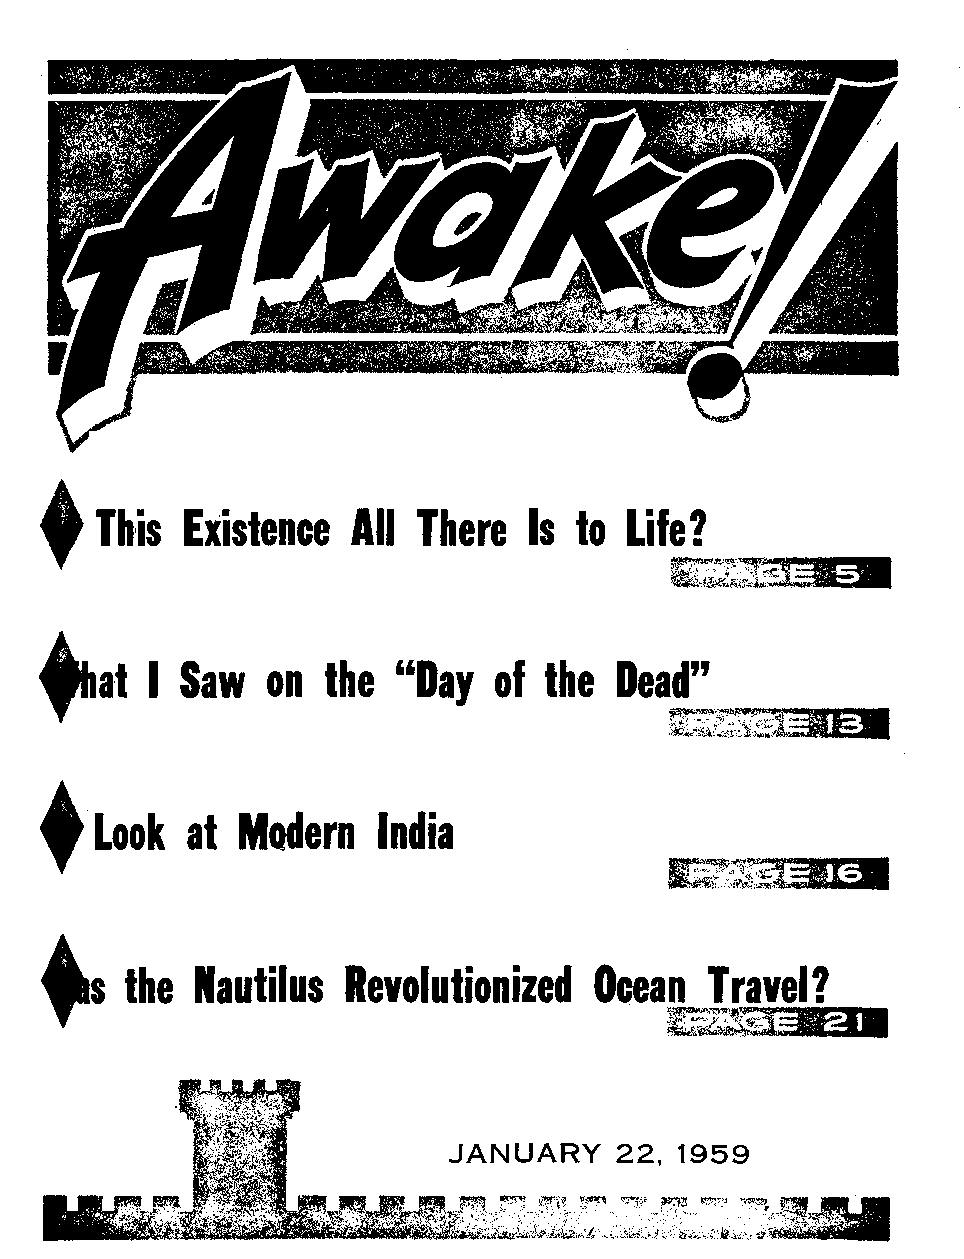 Awake!
This Existence All There Is to Life?
PAGE 5
hat I Saw on the “Day of the Dead”
PAGE 13
Look at Modern India
PAGE 16
as the Nautilus Revolutionized Ocean Travel?
PAGE 21
JANUARY 22, 1959